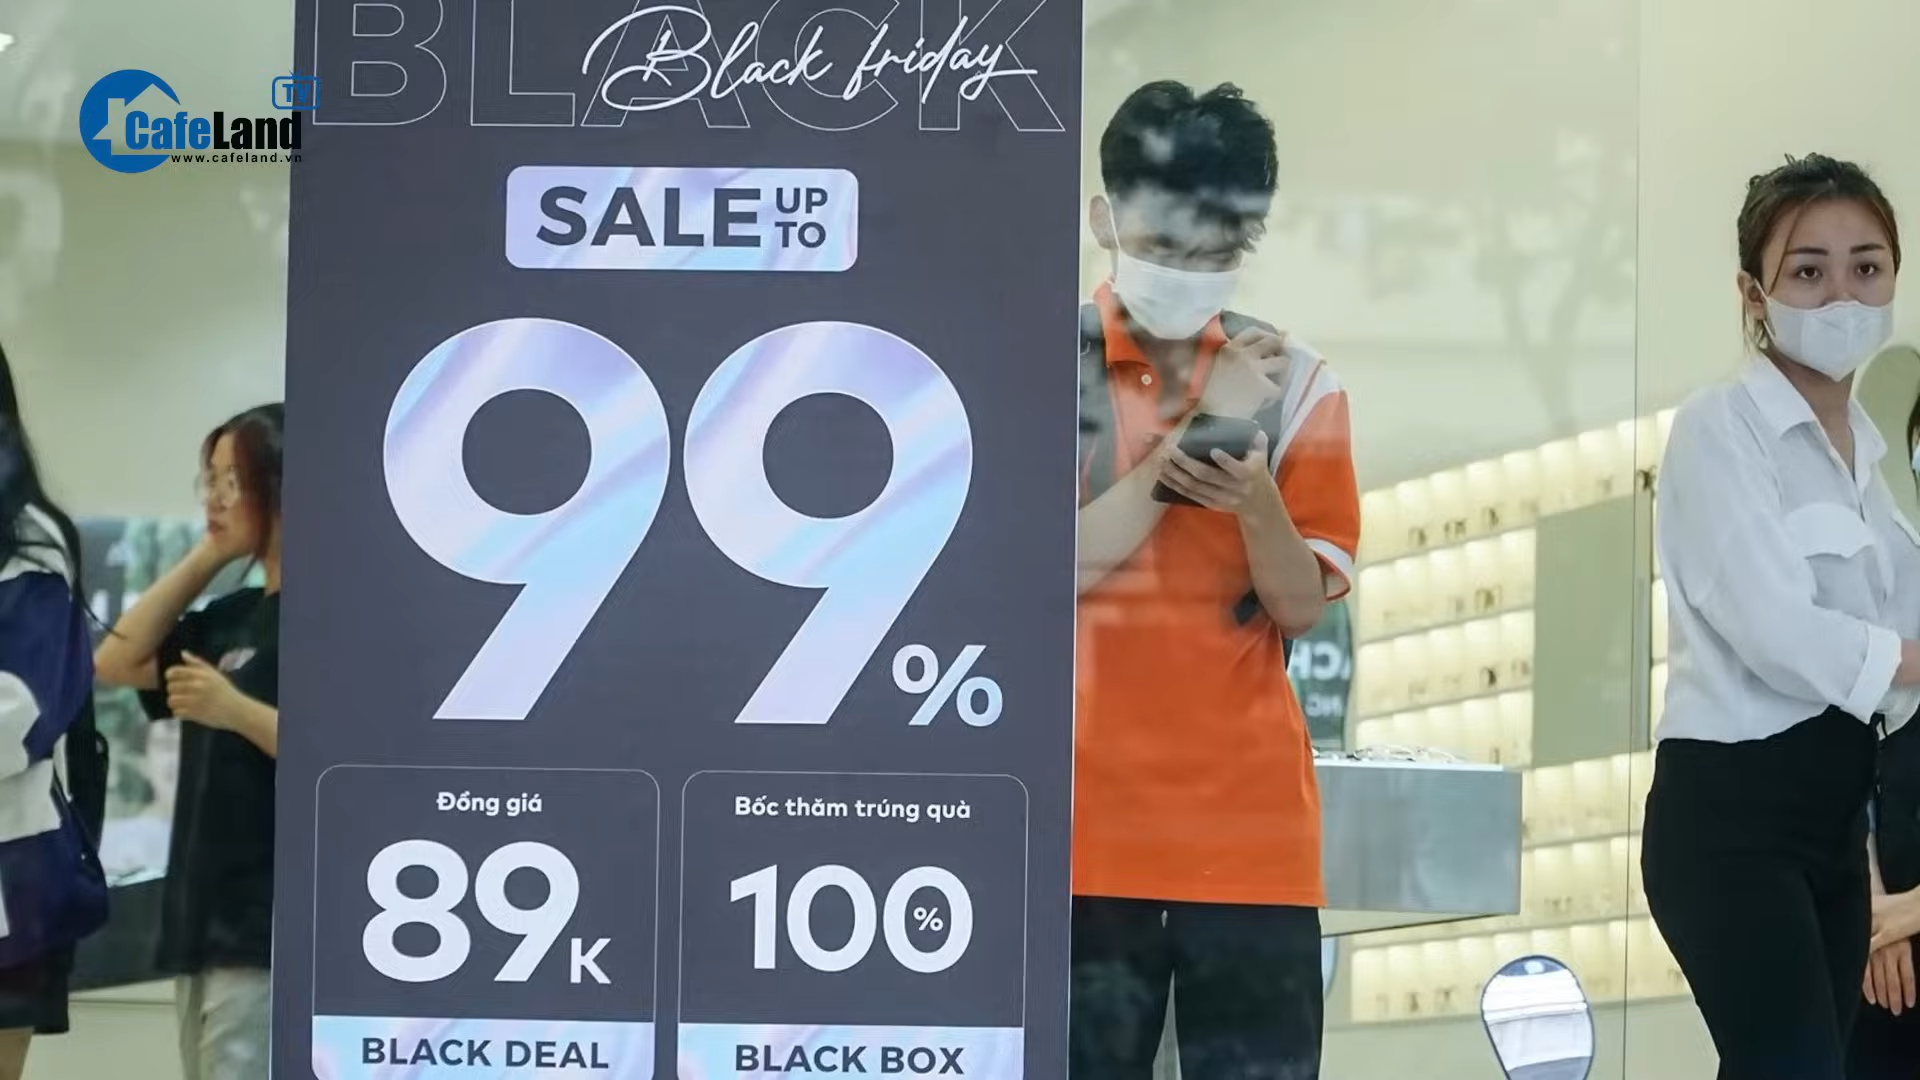 BLACK
Black friday
TV
CafeLand
www.cafeland.vn
SALE UP TO
99%
Đồng giá
89K
BLACK DEAL
Bốc thăm trúng quà
100%
BLACK BOX